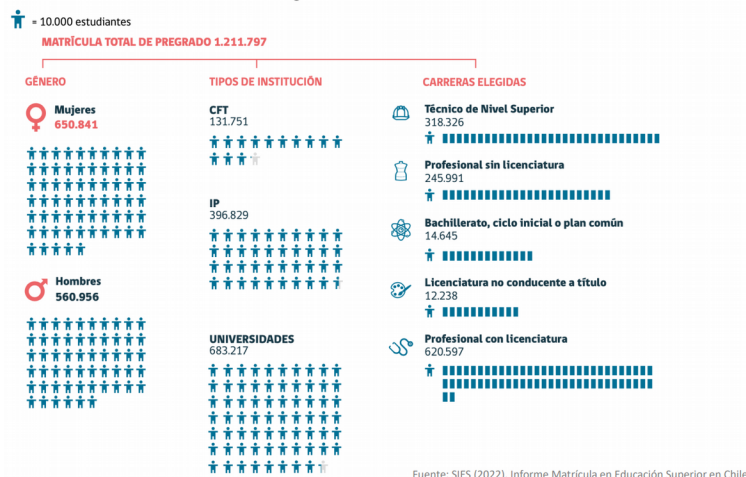 = 10.000 estudiantes
MATRÍCULA TOTAL DE PREGRADO 1.211.797
GÉNERO
Mujeres
650.841
Hombres
560.956
TIPOS DE INSTITUCIÓN
CFT
131.751
IP
396.829
UNIVERSIDADES
683.217
CARRERAS ELEGIDAS
Técnico de Nivel Superior
318.326
Profesional sin licenciatura
245.991
Bachillerato, ciclo inicial o plan común
14.645
Licenciatura no conducente a título
12.238
Profesional con licenciatura
620.597
Fuente: SIES (2022). Informe Matrícula en Educación Superior en Chile